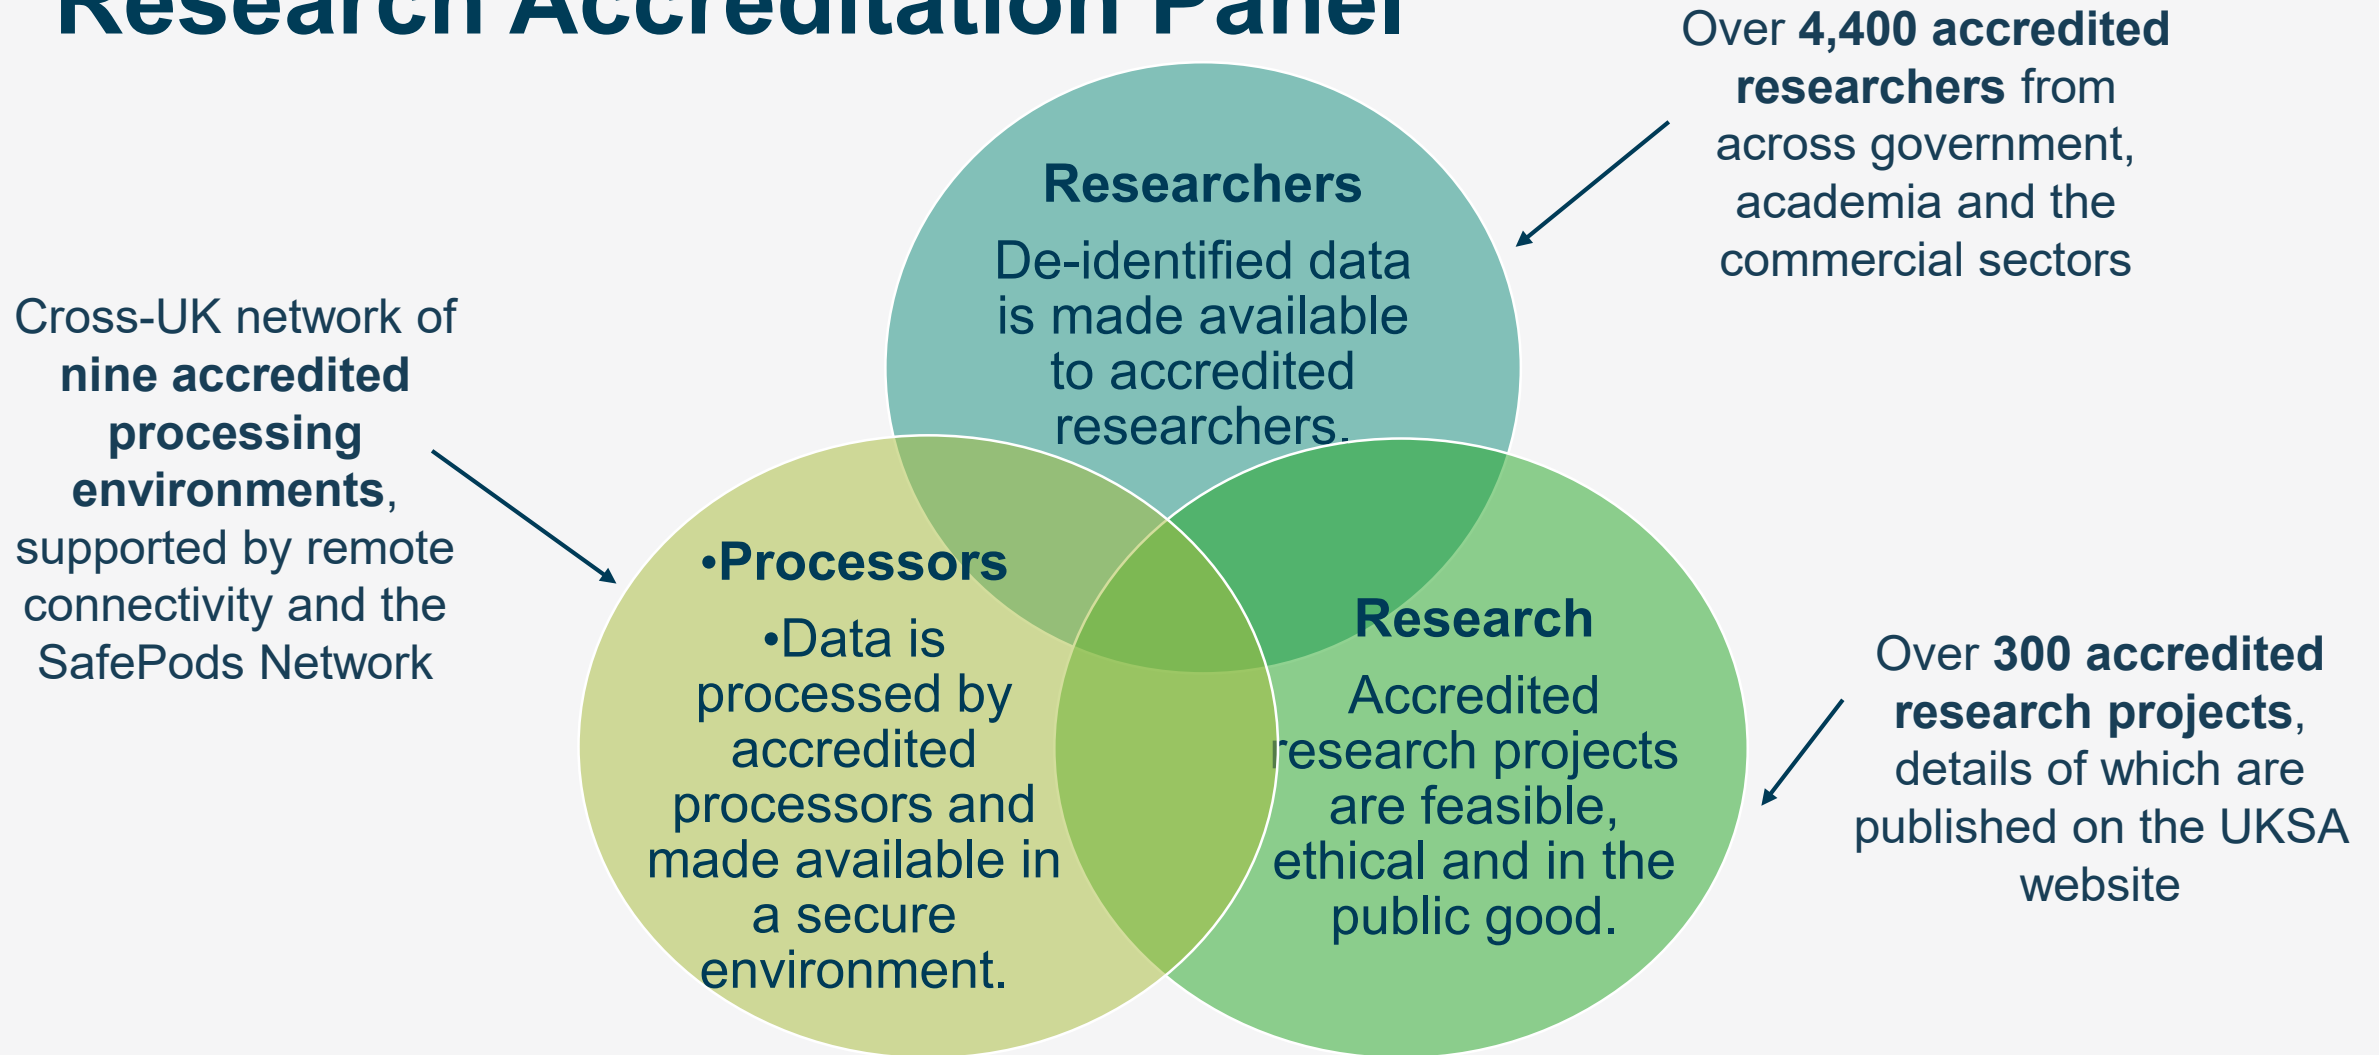 Research Accreditation Panel
Over 4,400 accredited
researchers from
across government,
academia and the
commercial sectors
Researchers
De-identified data
is made available
to accredited
researchers.
Cross-UK network of
nine accredited
processing
environments,
supported by remote
connectivity and the
SafePods Network
•Processors
•Data is
processed by
accredited
processors and
made available in
a secure
environment.
Research
Accredited
research projects
are feasible,
ethical and in the
public good.
Over 300 accredited
research projects,
details of which are
published on the UKSA
website